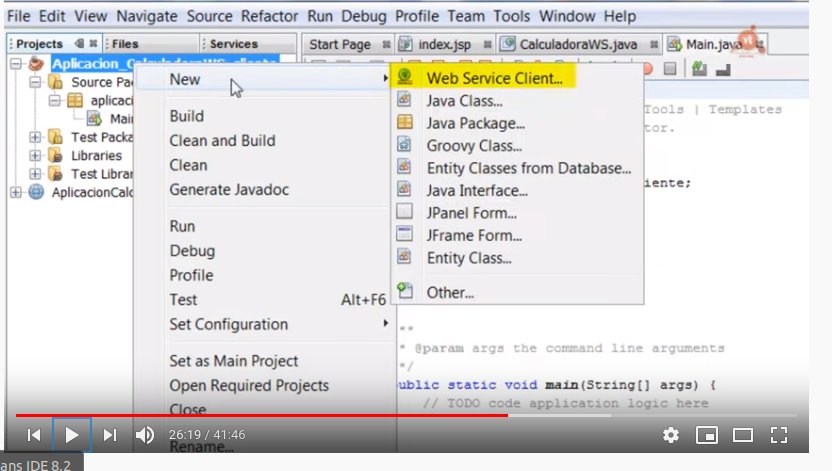 File Edit View Navigate Source Refactor Run Debug Profile Team Tools Window Help
Projects Files Services Start Page index.jsp CalculadoraWS.java Main.java
Aplicacion_CalculadoraWS_cliente
Source Pac
aplicaci
Mai
Test Packa
Libraries
Test Librar
AplicacionCalc
New
Build
Clean and Build
Clean
Generate Javadoc
Run
Debug
Profile
Test Alt+F6
Set Configuration
Set as Main Project
Open Required Projects
Close
Rename...
Web Service Client...
Java Class...
Java Package...
Groovy Class...
Entity Classes from Database...
Java Interface...
JPanel Form...
JFrame Form...
Entity Class...
Other...
Tools | Templates
tor.
iente;
**
* @param args the command line arguments
*/
public static void main(String[] args) {
// TODO code application logic here
26:19 / 41:46
ans IDE 8.2